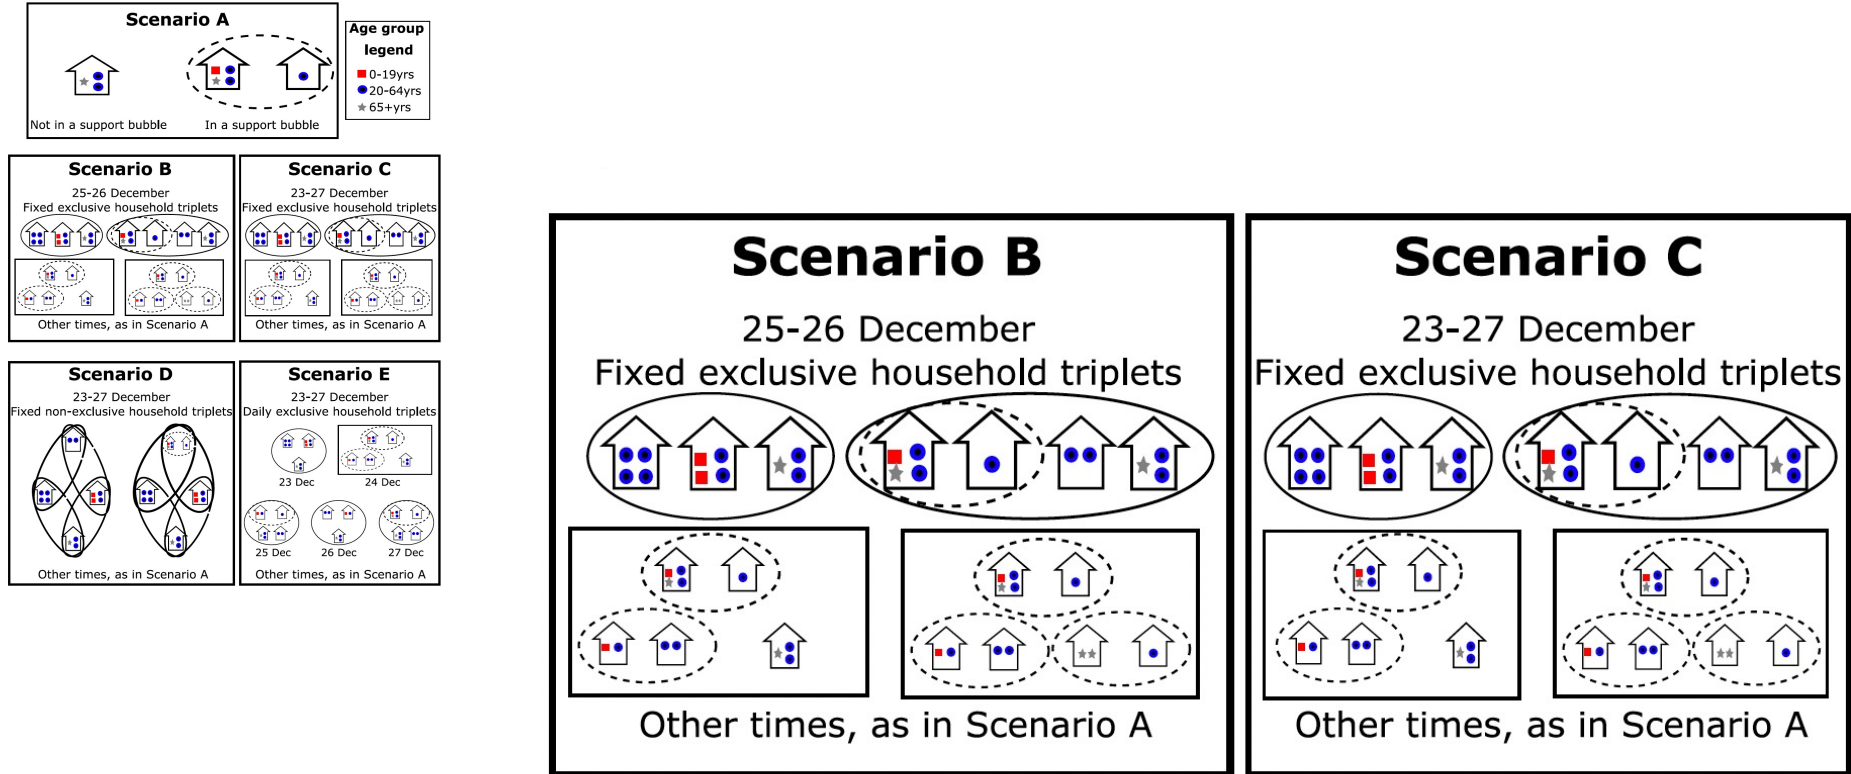 Scenario A
Not in a support bubble
In a support bubble
Age group
legend
0-19yrs
20-64yrs
65+yrs
Scenario B
25-26 December
Fixed exclusive household triplets
Other times, as in Scenario A
Scenario C
23-27 December
Fixed exclusive household triplets
Other times, as in Scenario A
Scenario D
23-27 December
Fixed non-exclusive household triplets
Other times, as in Scenario A
Scenario E
23-27 December
Daily exclusive household triplets
23 Dec
24 Dec
25 Dec
26 Dec
27 Dec
Other times, as in Scenario A
Scenario B
25-26 December
Fixed exclusive household triplets
Other times, as in Scenario A
Scenario C
23-27 December
Fixed exclusive household triplets
Other times, as in Scenario A